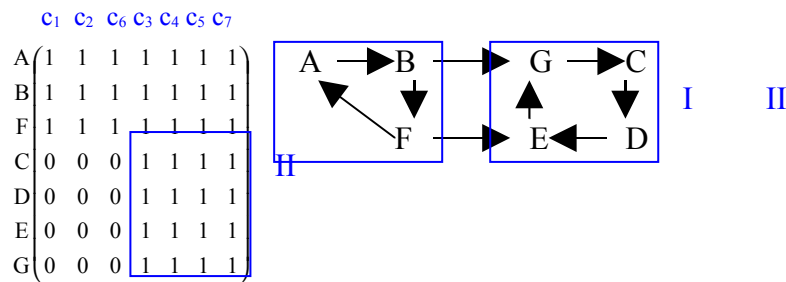 c1 c2 c6 c3 c4 c5 c7
A 1 1 1 1 1 1 1
B 1 1 1 1 1 1 1
F 1 1 1 1 1 1 1
C 0 0 0 1 1 1 1
D 0 0 0 1 1 1 1
E 0 0 0 1 1 1 1
G 0 0 0 1 1 1 1
II
A B G C
F E D
I II